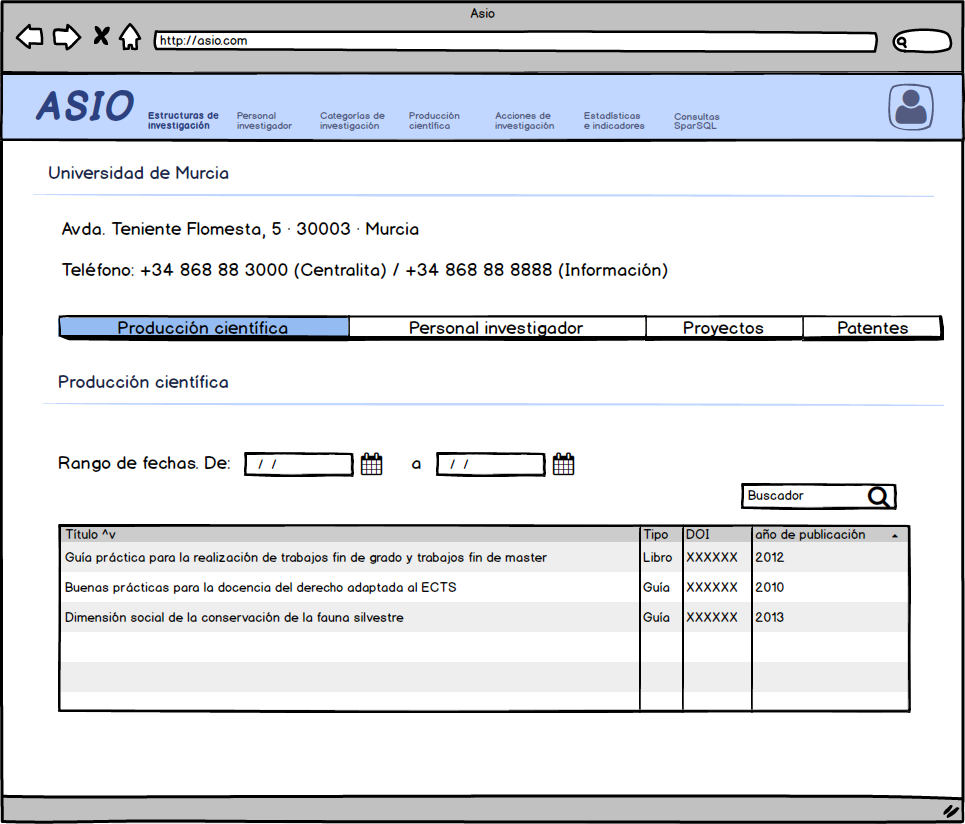 Asio
http://asio.com
ASIO
Estructuras de
investigación
Personal
investigador
Categorías de
investigación
Producción
científica
Acciones de
investigación
Estadísticas
e indicadores
Consultas
SparSQL
Universidad de Murcia
Avda. Teniente Flomesta, 5 · 30003 · Murcia
Teléfono: +34 868 88 3000 (Centralita) / +34 868 88 8888 (Información)
Producción científica Personal investigador Proyectos Patentes
Producción científica
Rango de fechas. De: / / a / /
Buscador
Título ^v Tipo DOI año de publicación
Guía práctica para la realización de trabajos fin de grado y trabajos fin de master Libro XXXXXX 2012
Buenas prácticas para la docencia del derecho adaptada al ECTS Guía XXXXXX 2010
Dimensión social de la conservación de la fauna silvestre Guía XXXXXX 2013